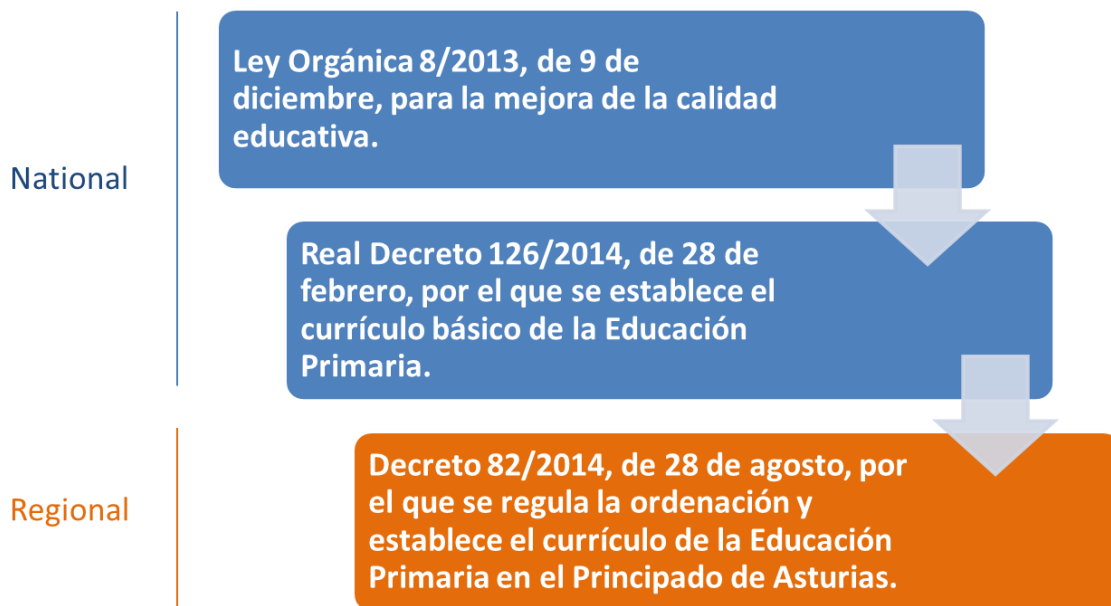 National
Ley Orgánica 8/2013, de 9 de
diciembre, para la mejora de la calidad
educativa.
Real Decreto 126/2014, de 28 de
febrero, por el que se establece el
currículo básico de la Educación
Primaria.
Regional
Decreto 82/2014, de 28 de agosto, por
el que se regula la ordenación y
establece el currículo de la Educación
Primaria en el Principado de Asturias.